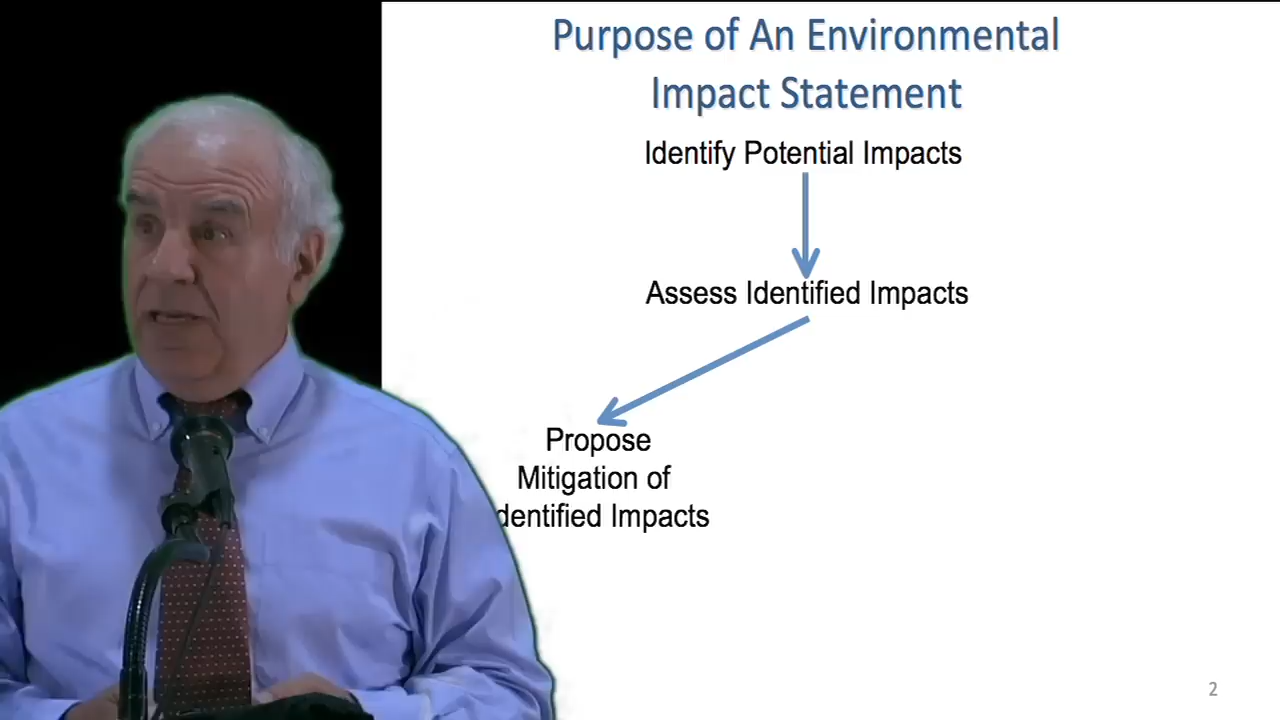 Purpose of An Environmental
Impact Statement
Identify Potential Impacts
Assess Identified Impacts
Propose
Mitigation of
dentified Impacts
2